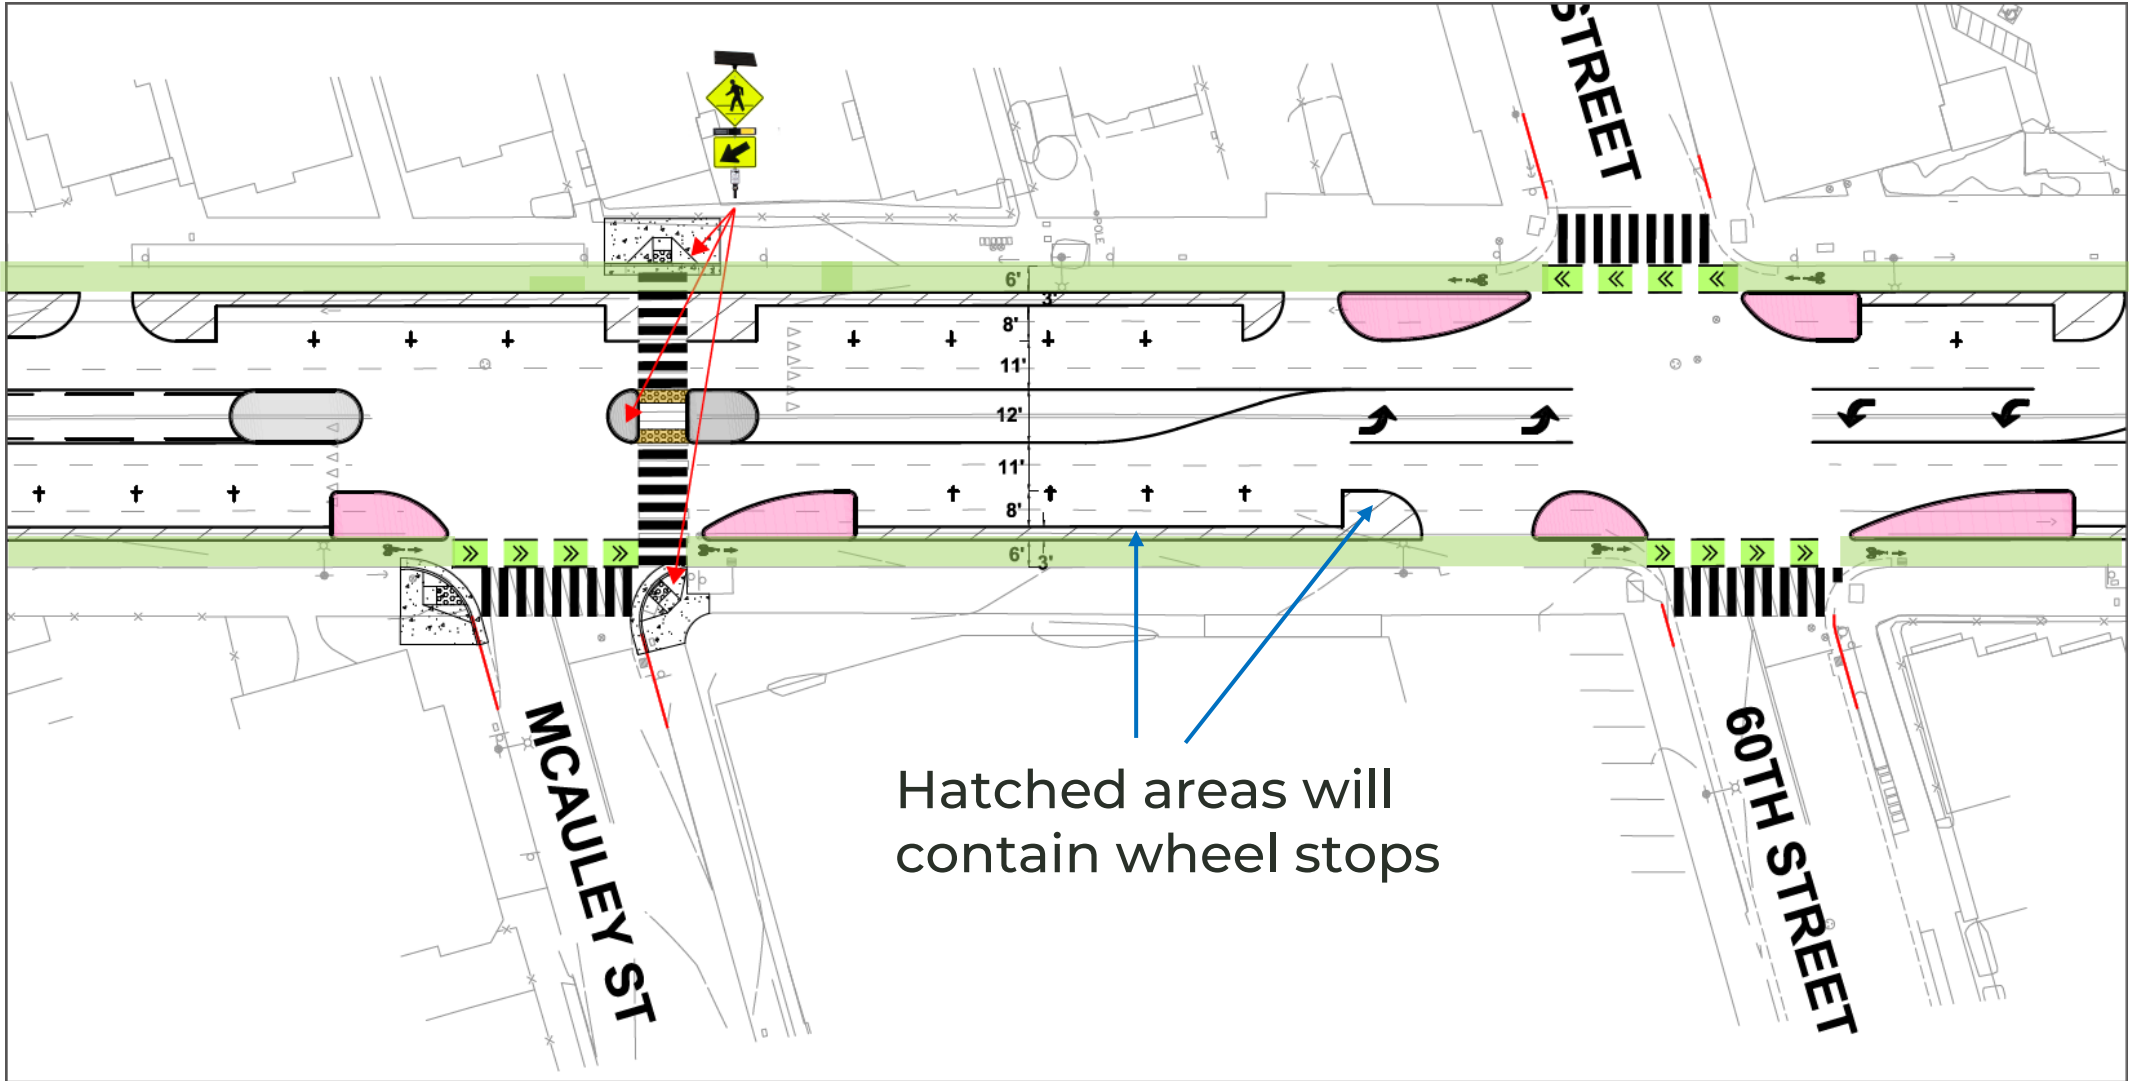 STREET
POLE
6'
3'
8'
11'
12'
11'
8'
6'
3'
Hatched areas will
contain wheel stops
MCAULEY ST
60TH STREET